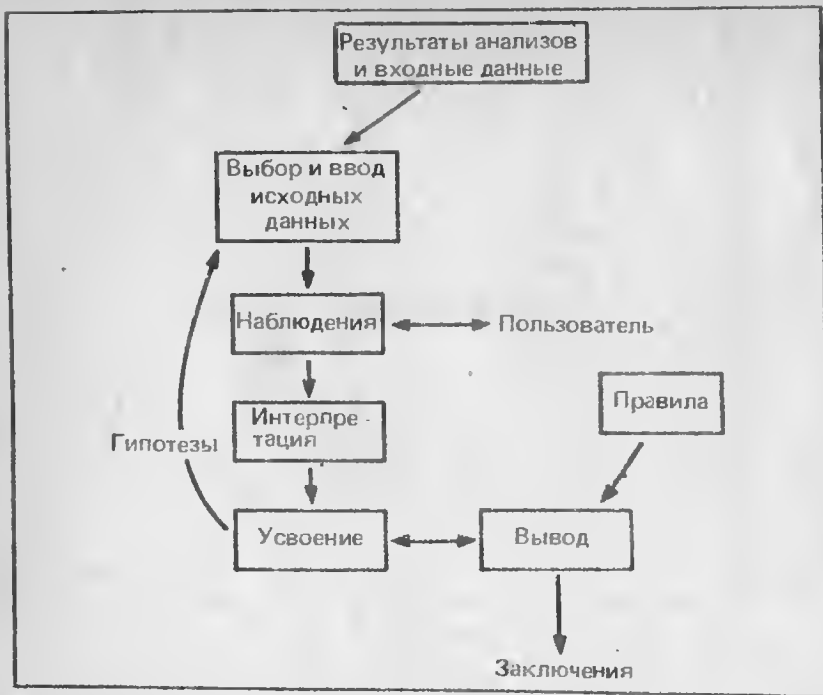 Результаты анализов
и входные данные
Выбор и ввод
исходных
данных
Наблюдения
Пользователь
Правила
Интерпре-
тация
Гипотезы
Усвоение
Вывод
Заключения